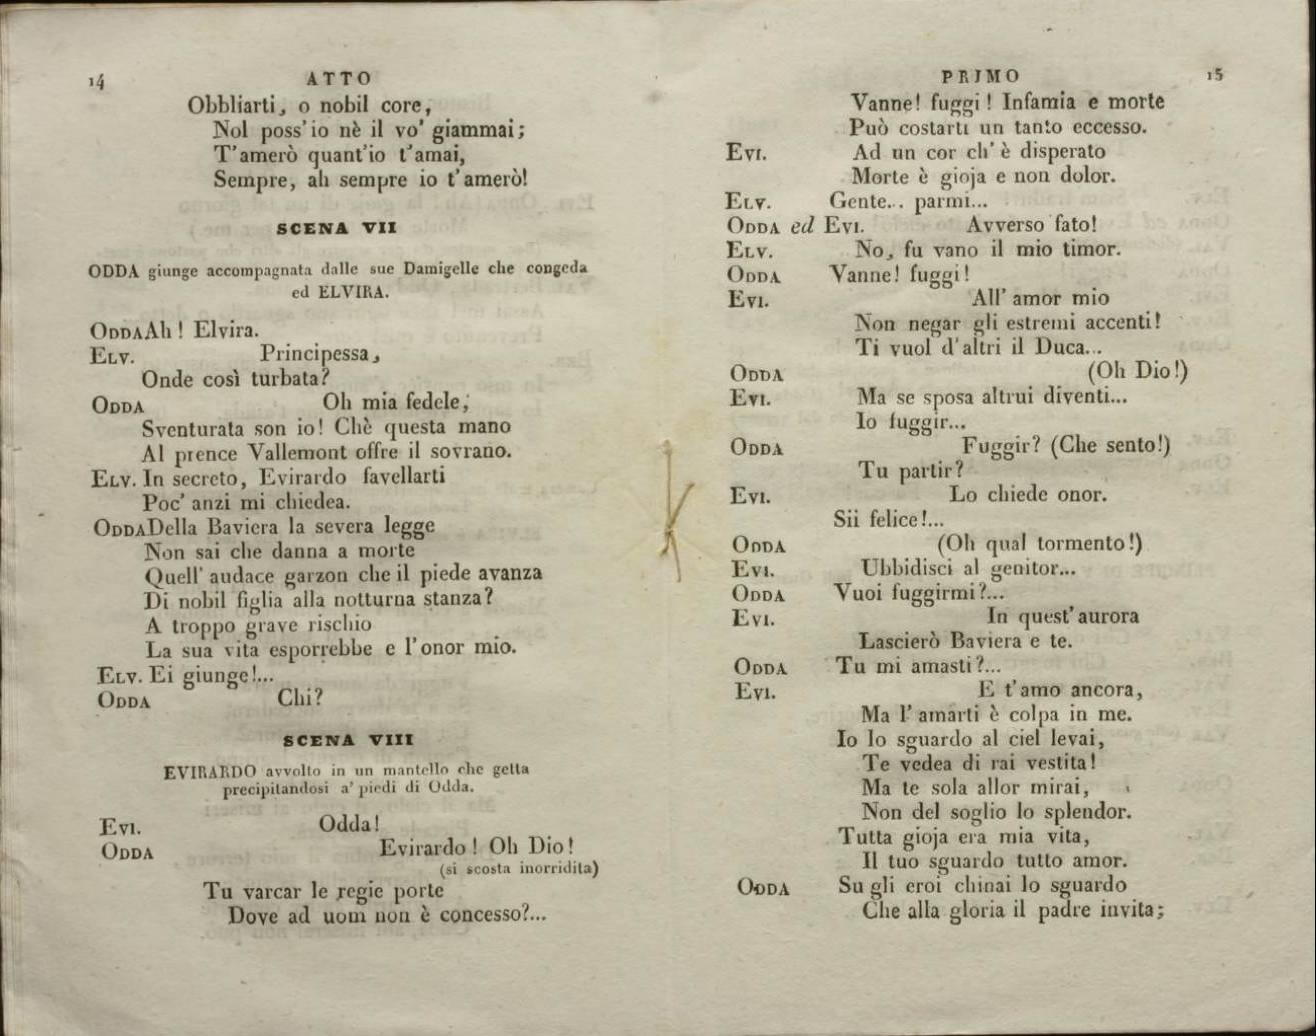 14 ATTO
Obbliarti, o nobil core,
Nol poss'io nè il vo' giammai;
T'amerò quant'io t'amai,
Sempre, ah sempre io t'amerò!
SCENA VII
ODDA giunge accompagnata dalle sue Damigelle che congeda
ed ELVIRA.
ODDA Ah! Elvira.
ELV. Principessa,
Onde così turbata?
ODDA Oh mia fedele,
Sventurata son io! Chè questa mano
Al prence Vallemont offre il sovrano.
ELV. In secreto, Evirardo favellarti
Poc' anzi mi chiedea.
ODDA Della Baviera la severa legge
Non sai che danna a morte
Quell' audace garzon che il piede avanza
Di nobil figlia alla notturna stanza?
A troppo grave rischio
La sua vita esporrebbe e l'onor mio.
ELV. Ei giunge!...
ODDA Chi?
SCENA VIII
EVIRARDO avvolto in un mantello che getta
precipitandosi a' piedi di Odda.
EVI. Odda!
ODDA Evirardo! Oh Dio!
(si scosta inorridita)
Tu varcar le regie porte
Dove ad uom non è concesso?...
PRIMO 15
Vanne! fuggi! Infamia e morte
Può costarti un tanto eccesso.
EVI. Ad un cor ch' è disperato
Morte è gioja e non dolor.
ELV. Gente... parmi...
ODDA ed EVI. Avverso fato!
ELV. No, fu vano il mio timor.
ODDA Vanne! fuggi!
EVI. All' amor mio
Non negar gli estremi accenti!
Ti vuol d'altri il Duca...
ODDA (Oh Dio!)
EVI. Ma se sposa altrui diventi...
Io fuggir...
ODDA Fuggir? (Che sento!)
Tu partir?
EVI. Lo chiede onor.
Sii felice!...
ODDA (Oh qual tormento!)
EVI. Ubbidisci al genitor...
ODDA Vuoi fuggirmi?...
EVI. In quest'aurora
Lascierò Baviera e te.
ODDA Tu mi amasti?...
EVI. E t'amo ancora,
Ma l' amarti è colpa in me.
Io lo sguardo al ciel levai,
Te vedea di rai vestita!
Ma te sola allor mirai,
Non del soglio lo splendor.
Tutta gioja era mia vita,
Il tuo sguardo tutto amor.
ODDA Su gli eroi chinai lo sguardo
Che alla gloria il padre invita;